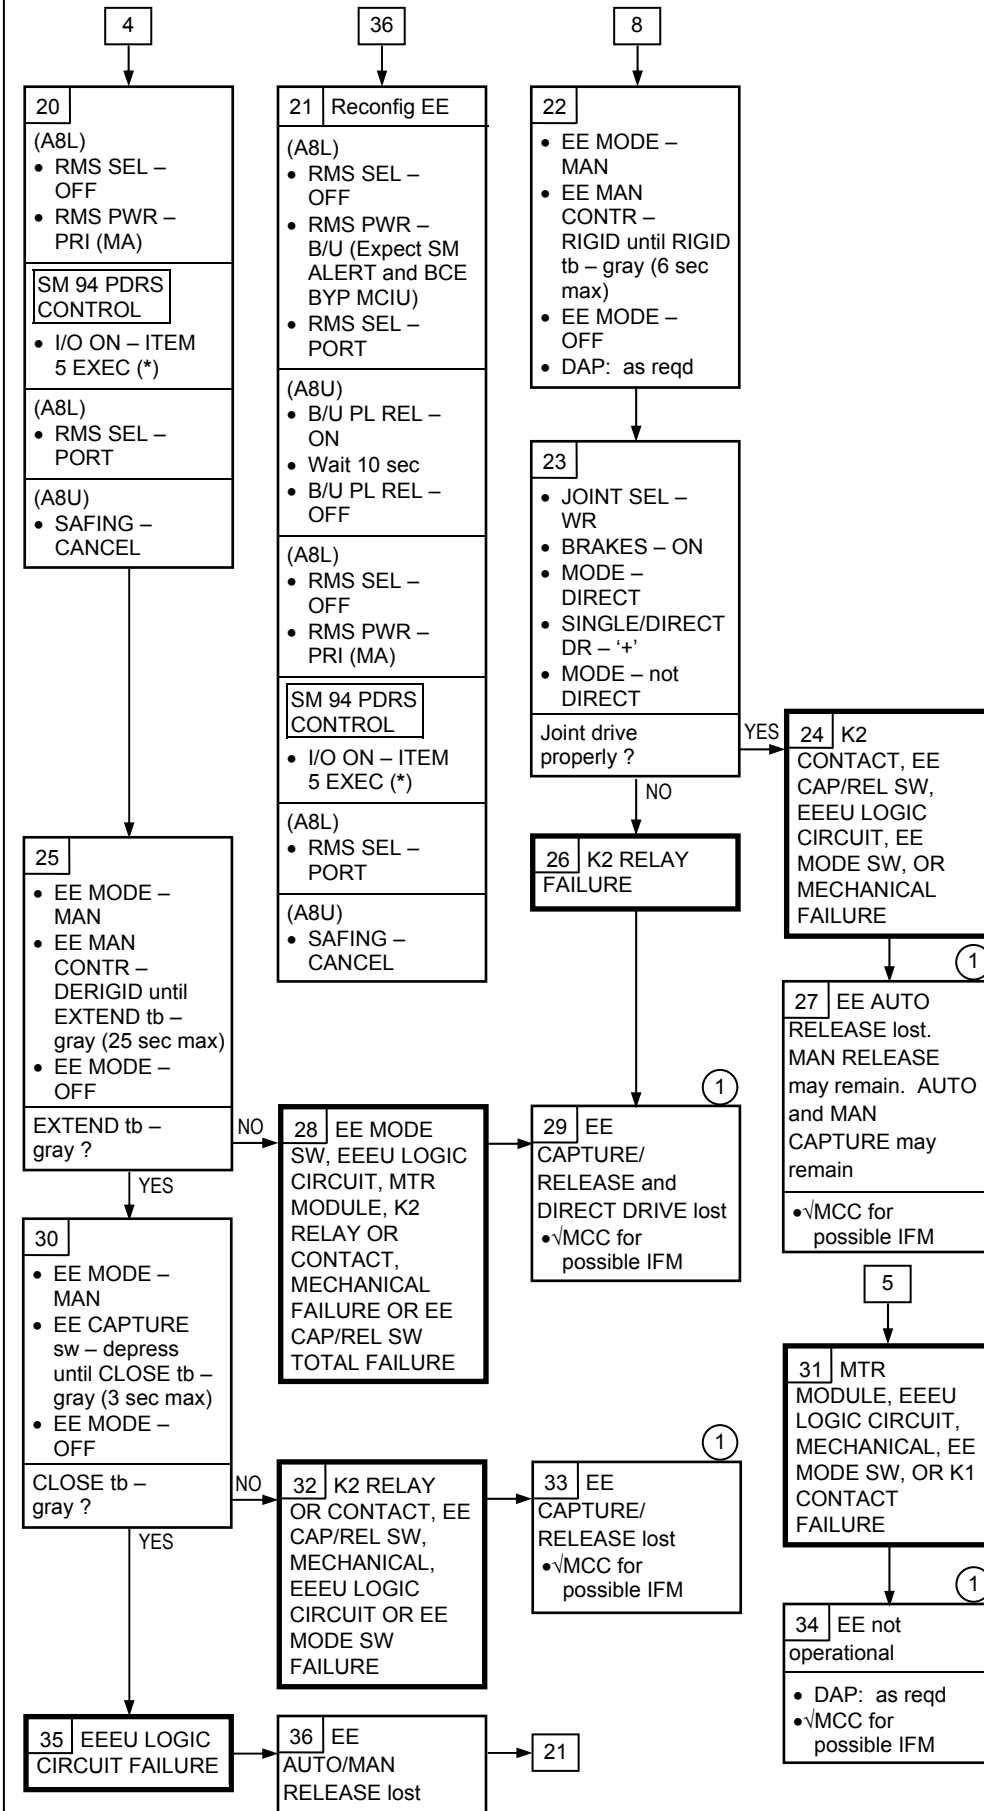 4
20
(A8L)
• RMS SEL –
OFF
• RMS PWR –
PRI (MA)
SM 94 PDRS
CONTROL
• I/O ON – ITEM
5 EXEC (*)
(A8L)
• RMS SEL –
PORT
(A8U)
• SAFING –
CANCEL
25
• EE MODE –
MAN
• EE MAN
CONTR –
DERIGID until
EXTEND tb –
gray (25 sec max)
• EE MODE –
OFF
EXTEND tb –
gray ?
NO
YES
30
• EE MODE –
MAN
• EE CAPTURE
sw – depress
until CLOSE tb –
gray (3 sec max)
• EE MODE –
OFF
CLOSE tb –
gray ?
NO
YES
35 EEEU LOGIC
CIRCUIT FAILURE
36
21 Reconfig EE
(A8L)
• RMS SEL –
OFF
• RMS PWR –
B/U (Expect SM
ALERT and BCE
BYP MCIU)
• RMS SEL –
PORT
(A8U)
• B/U PL REL –
ON
• Wait 10 sec
• B/U PL REL –
OFF
(A8L)
• RMS SEL –
OFF
• RMS PWR –
PRI (MA)
SM 94 PDRS
CONTROL
• I/O ON – ITEM
5 EXEC (*)
(A8L)
• RMS SEL –
PORT
(A8U)
• SAFING –
CANCEL
28 EE MODE
SW, EEEU LOGIC
CIRCUIT, MTR
MODULE, K2
RELAY OR
CONTACT,
MECHANICAL
FAILURE OR EE
CAP/REL SW
TOTAL FAILURE
32 K2 RELAY
OR CONTACT, EE
CAP/REL SW,
MECHANICAL,
EEEU LOGIC
CIRCUIT OR EE
MODE SW
FAILURE
36 EE
AUTO/MAN
RELEASE lost
21
8
22
• EE MODE –
MAN
• EE MAN
CONTR –
RIGID until RIGID
tb – gray (6 sec
max)
• EE MODE –
OFF
• DAP: as reqd
23
• JOINT SEL –
WR
• BRAKES – ON
• MODE –
DIRECT
• SINGLE/DIRECT
DR – ‘+’
• MODE – not
DIRECT
Joint drive
properly ?
YES
NO
26 K2 RELAY
FAILURE
1
29 EE
CAPTURE/
RELEASE and
DIRECT DRIVE lost
•√MCC for
possible IFM
1
33 EE
CAPTURE/
RELEASE lost
•√MCC for
possible IFM
24 K2
CONTACT, EE
CAP/REL SW,
EEEU LOGIC
CIRCUIT, EE
MODE SW, OR
MECHANICAL
FAILURE
1
27 EE AUTO
RELEASE lost.
MAN RELEASE
may remain. AUTO
and MAN
CAPTURE may
remain
•√MCC for
possible IFM
5
31 MTR
MODULE, EEEU
LOGIC CIRCUIT,
MECHANICAL, EE
MODE SW, OR K1
CONTACT
FAILURE
1
34 EE not
operational
• DAP: as reqd
•√MCC for
possible IFM